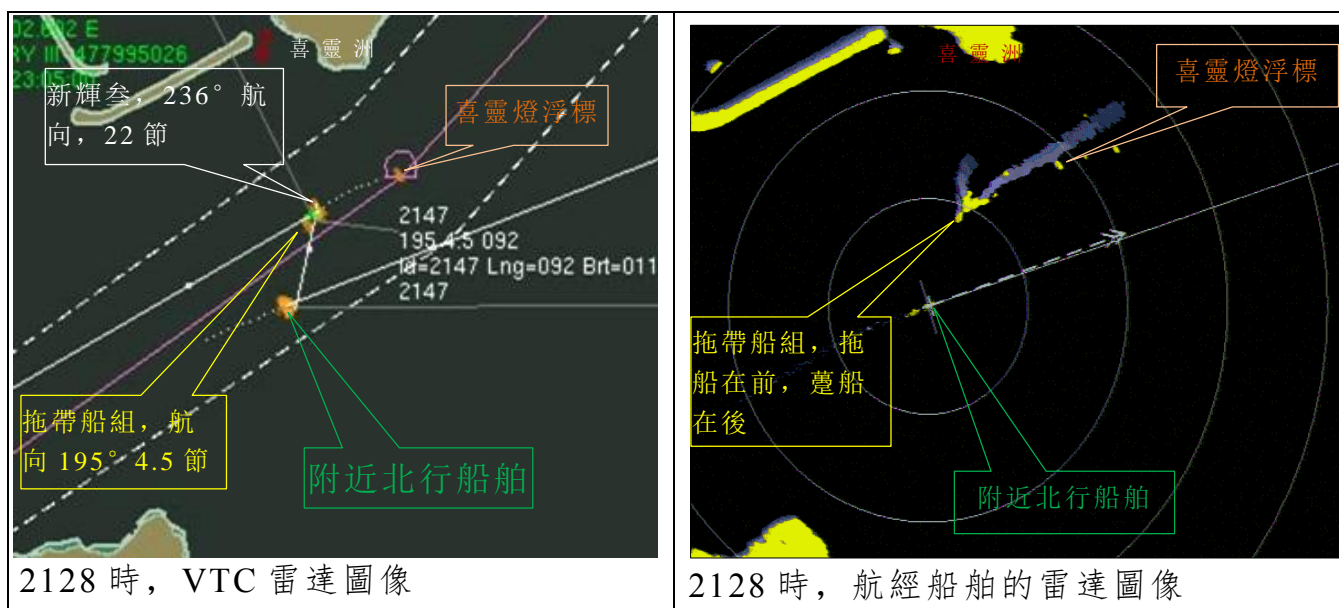 02.692 E
RY III 477995026
23:05:00
喜靈洲
新輝叁，236°航
向，22 節
喜靈燈浮標
2147
195 4.5 092
Id=2147 Lng=092 Brt=011
2147
拖帶船組，航
向 195° 4.5 節
附近北行船舶
2128 時，VTC 雷達圖像
喜靈洲
喜靈燈浮標
拖帶船組，拖
船在前，躉船
在後
附近北行船舶
2128 時，航經船舶的雷達圖像